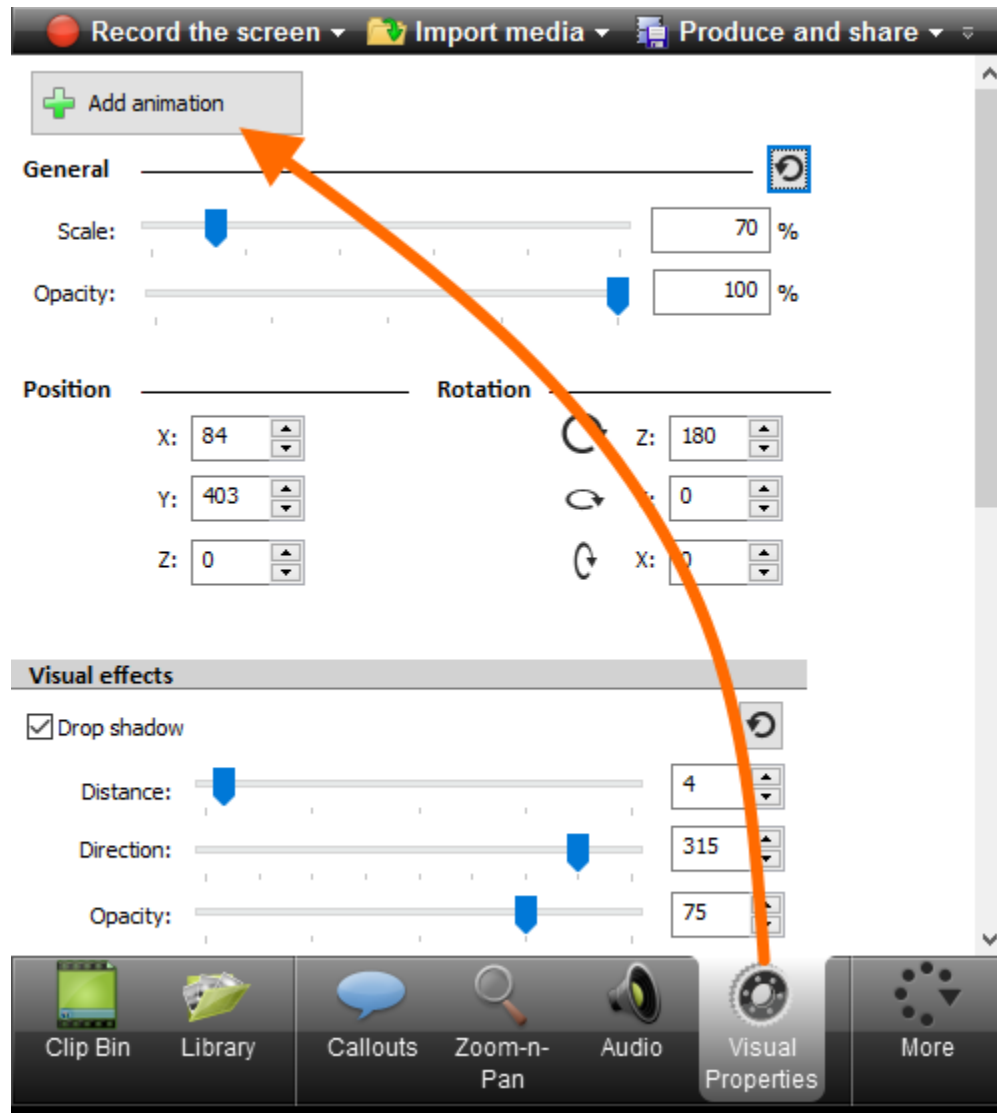 Record the screen Import media Produce and share
Add animation
General
Scale: 70 %
Opacity: 100 %
Position Rotation
X: 84 Z: 180
Y: 403 : 0
Z: 0 X: 0
Visual effects
Drop shadow
Distance: 4
Direction: 315
Opacity: 75
Clip Bin Library Callouts Zoom-n-Pan Audio Visual Properties More